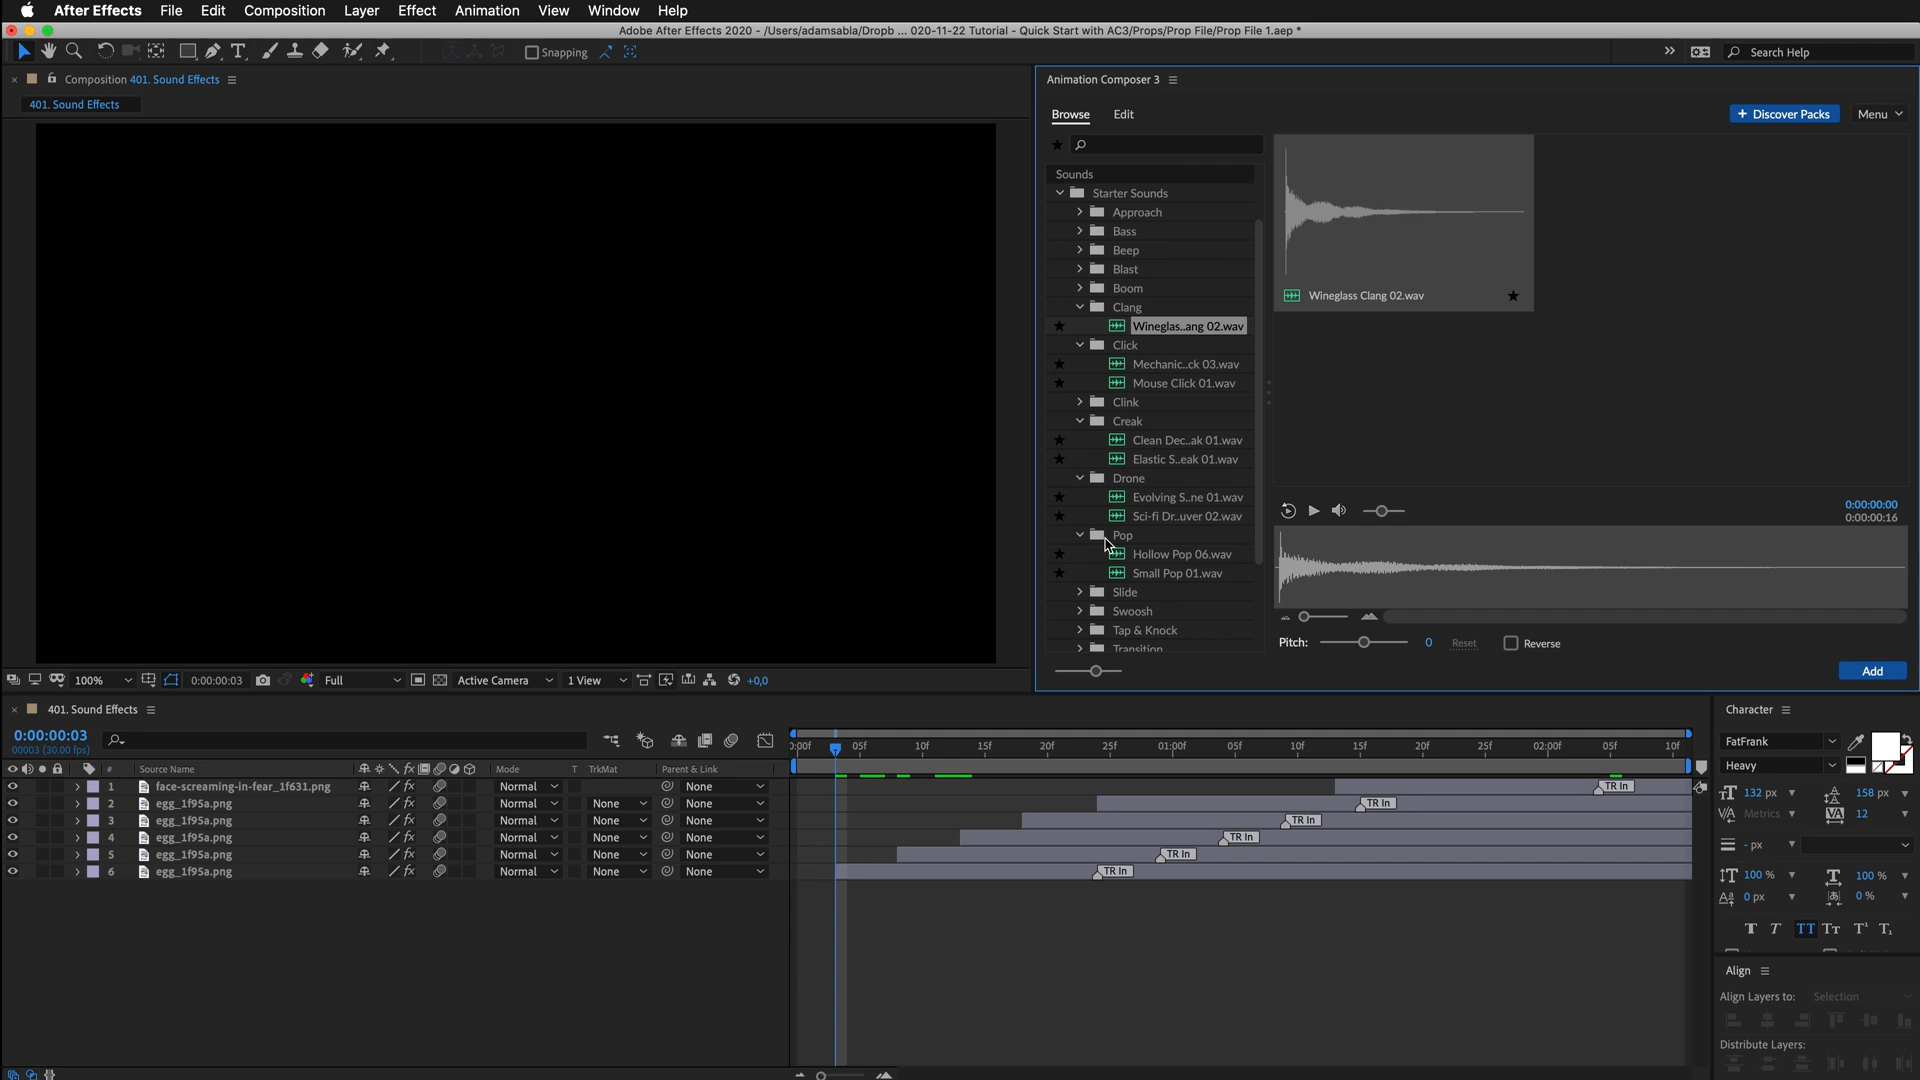 After Effects File Edit Composition Layer Effect Animation View Window Help
Adobe After Effects 2020 - /Users/adamsabla/Dropb ... 020-11-22 Tutorial - Quick Start with AC3/Props/Prop File/Prop File 1.aep *
Snapping
Search Help
Composition 401. Sound Effects
401. Sound Effects
Animation Composer 3
Browse Edit
+ Discover Packs Menu
Sounds
Starter Sounds
Approach
Bass
Beep
Blast
Boom
Clang
Wineglas..ang 02.wav
Click
Mechanic..ck 03.wav
Mouse Click 01.wav
Clink
Creak
Clean Dec..ak 01.wav
Elastic S..eak 01.wav
Drone
Evolving S..ne 01.wav
Sci-fi Dr..uver 02.wav
Pop
Hollow Pop 06.wav
Small Pop 01.wav
Slide
Swoosh
Tap & Knock
Transition
Wineglass Clang 02.wav
0:00:00:00
0:00:00:16
Pitch: 0 Reset Reverse
Add
100% 0:00:00:03 Full Active Camera 1 View +0,0
401. Sound Effects
0:00:00:03
00003 (30.00 fps)
# Source Name Mode T TrkMat Parent & Link
1 face-screaming-in-fear_1f631.png Normal None
2 egg_1f95a.png Normal None None
3 egg_1f95a.png Normal None None
4 egg_1f95a.png Normal None None
5 egg_1f95a.png Normal None None
6 egg_1f95a.png Normal None None
0:00f 05f 10f 15f 20f 25f 01:00f 05f 10f 15f 20f 25f 02:00f 05f 10f
TR In
TR In
TR In
TR In
TR In
TR In
Character
FatFrank
Heavy
132 px 158 px
Metrics 12
- px
100 % 100 %
0 px 0 %
Align
Align Layers to: Selection
Distribute Layers: